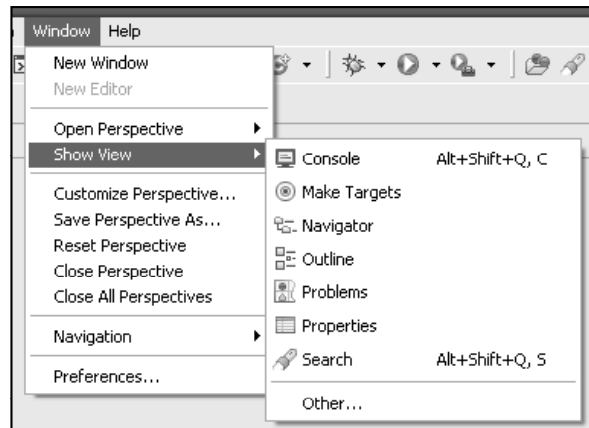 Window Help
New Window
New Editor
Open Perspective
Show View
Customize Perspective...
Save Perspective As...
Reset Perspective
Close Perspective
Close All Perspectives
Navigation
Preferences...
Console Alt+Shift+Q, C
Make Targets
Navigator
Outline
Problems
Properties
Search Alt+Shift+Q, S
Other...